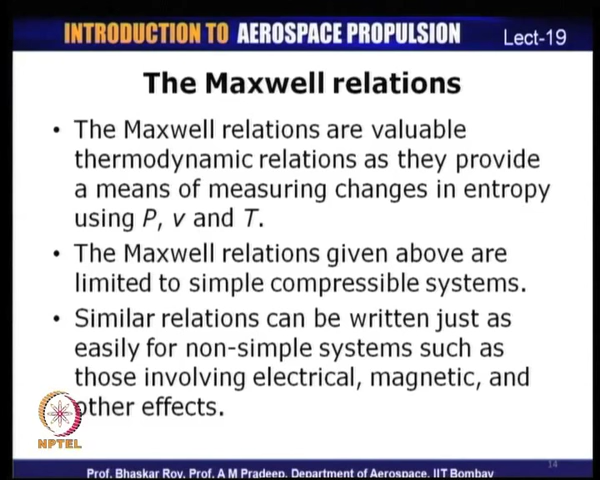 INTRODUCTION TO AEROSPACE PROPULSION Lect-19
The Maxwell relations
• The Maxwell relations are valuable
thermodynamic relations as they provide
a means of measuring changes in entropy
using P, v and T.
• The Maxwell relations given above are
limited to simple compressible systems.
• Similar relations can be written just as
easily for non-simple systems such as
those involving electrical, magnetic, and
other effects.
NPTEL
14
Prof. Bhaskar Roy, Prof. A M Pradeep, Department of Aerospace, IIT Bombay